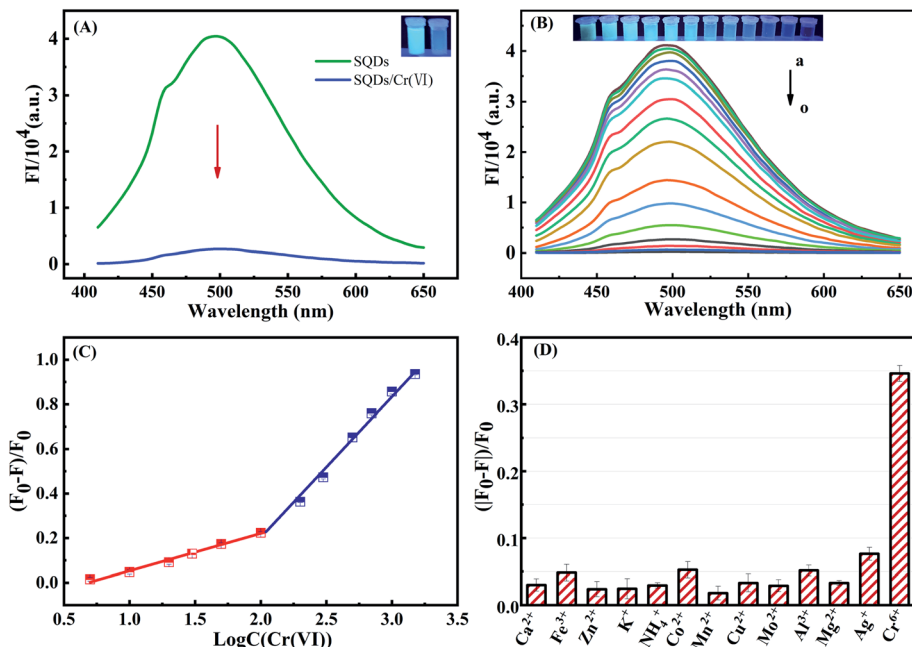 (A)
SQDs
SQDs/Cr(VI)
FI/10⁴(a.u.)
4
3
2
1
0
400 450 500 550 600 650
Wavelength (nm)
(B)
a
o
FI/10⁴ (a.u.)
4
3
2
1
0
400 450 500 550 600 650
Wavelength (nm)
(C)
(F₀-F)/F₀
1.0
0.8
0.6
0.4
0.2
0.0
0.5 1.0 1.5 2.0 2.5 3.0 3.5
LogC(Cr(VI))
(D)
(|F₀-F|)/F₀
0.4
0.3
0.2
0.1
0.0
Ca²⁺ Fe³⁺ Zn²⁺ K⁺ NH₄⁺ Co²⁺ Mn²⁺ Cu²⁺ Mo²⁺ Al³⁺ Mg²⁺ Ag⁺ Cr⁶⁺